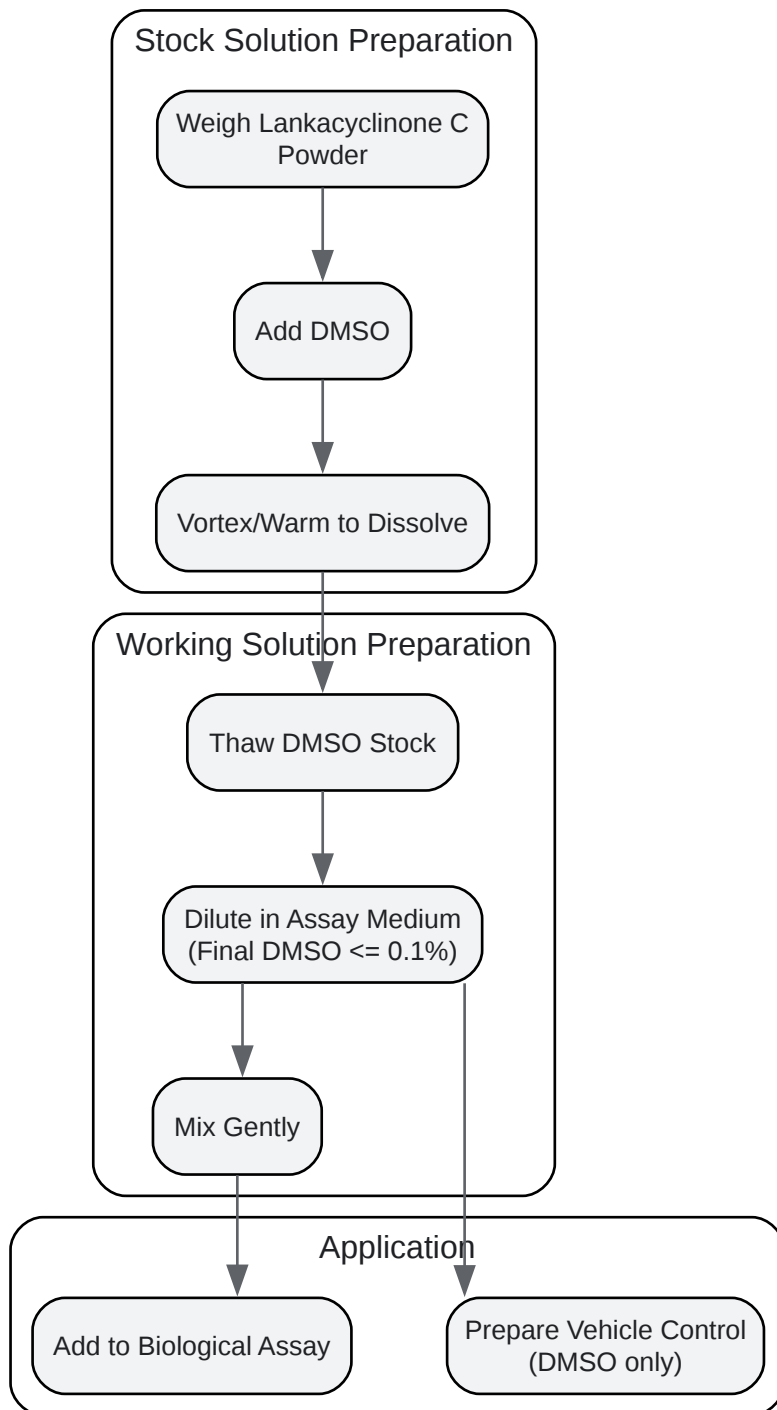 Stock Solution Preparation
Weigh Lankacyclinone C
Powder
Add DMSO
Vortex/Warm to Dissolve
Working Solution Preparation
Thaw DMSO Stock
Dilute in Assay Medium
(Final DMSO <= 0.1%)
Mix Gently
Application
Add to Biological Assay
Prepare Vehicle Control
(DMSO only)